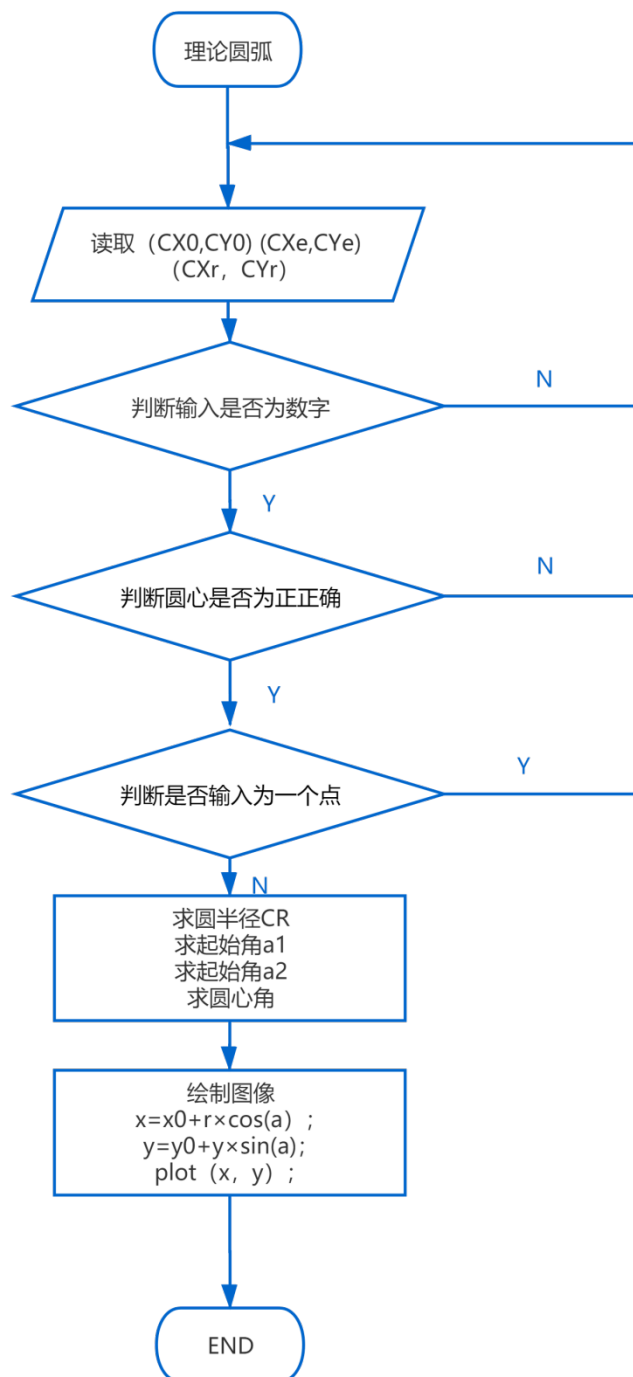 理论圆弧
读取（CX0,CY0) (CXe,CYe)
（CXr，CYr）
判断输入是否为数字
N
Y
判断圆心是否为正正确
N
Y
判断是否输入为一个点
Y
N
求圆半径CR
求起始角a1
求起始角a2
求圆心角
绘制图像
x=x0+r×cos(a）;
y=y0+y×sin(a);
plot（x，y）;
END